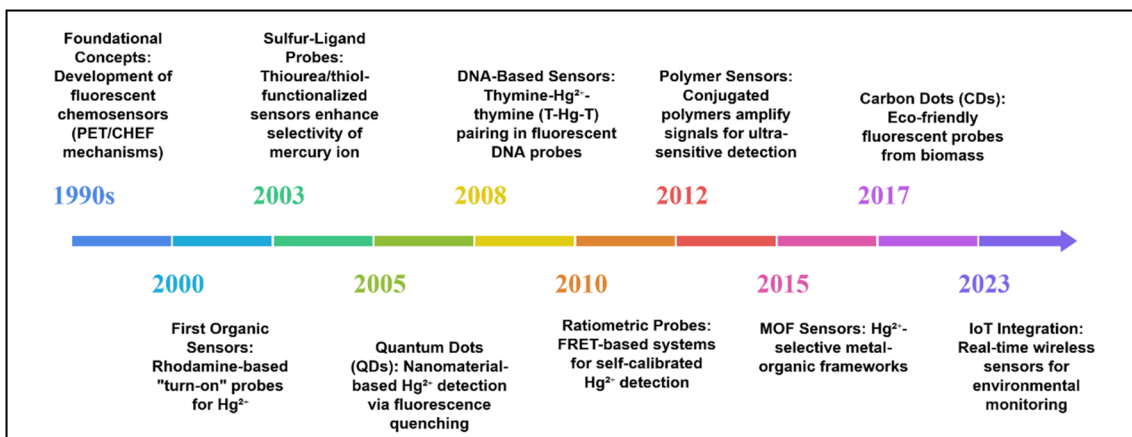 Foundational
Concepts:
Development of
fluorescent
chemosensors
(PET/CHEF
mechanisms)
1990s
Sulfur-Ligand
Probes:
Thiourea/thiol-
functionalized
sensors enhance
selectivity of
mercury ion
2003
DNA-Based Sensors:
Thymine-Hg²⁺-
thymine (T-Hg-T)
pairing in fluorescent
DNA probes
2008
Polymer Sensors:
Conjugated
polymers amplify
signals for ultra-
sensitive detection
2012
Carbon Dots (CDs):
Eco-friendly
fluorescent probes
from biomass
2017
2000
First Organic
Sensors:
Rhodamine-based
"turn-on" probes
for Hg²⁺
2005
Quantum Dots
(QDs): Nanomaterial-
based Hg²⁺ detection
via fluorescence
quenching
2010
Ratiometric Probes:
FRET-based systems
for self-calibrated
Hg²⁺ detection
2015
MOF Sensors: Hg²⁺-
selective metal-
organic frameworks
2023
IoT Integration:
Real-time wireless
sensors for
environmental
monitoring